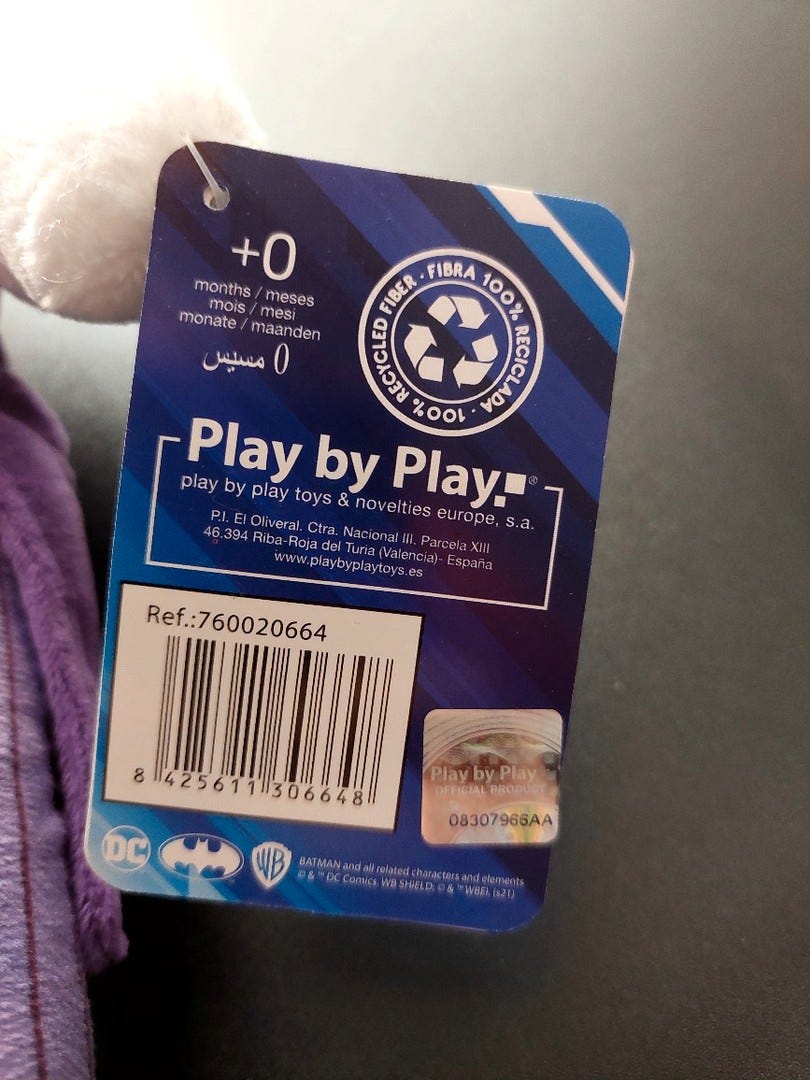 +0
months / meses
mois / mesi
monate / maanden
0 مسيس
100% RECYCLED FIBER · FIBRA 100% RECICLADA ·
Play by Play®
play by play toys & novelties europe, s.a.
P.I. El Oliveral. Ctra. Nacional III. Parcela XIII
46.394 Riba-Roja del Turia (Valencia)- España
www.playbyplaytoys.es
Ref.:760020664
8 425611 306648
Play by Play
OFFICIAL PRODUCT
08307966AA
DC
WB
BATMAN and all related characters and elements
© & ™ DC Comics. WB SHIELD: © & ™ WBEI. (s21)